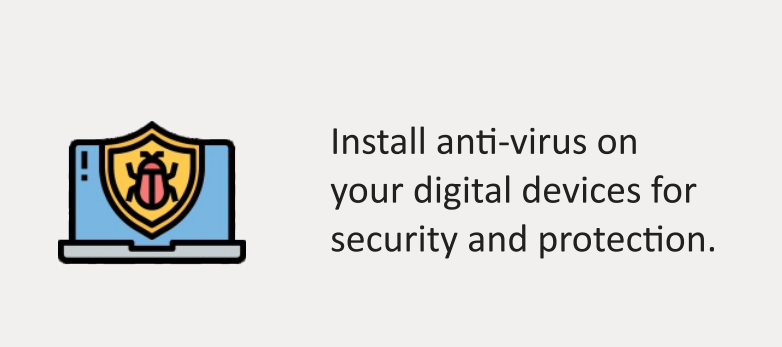 Install anti-virus on
your digital devices for
security and protection.